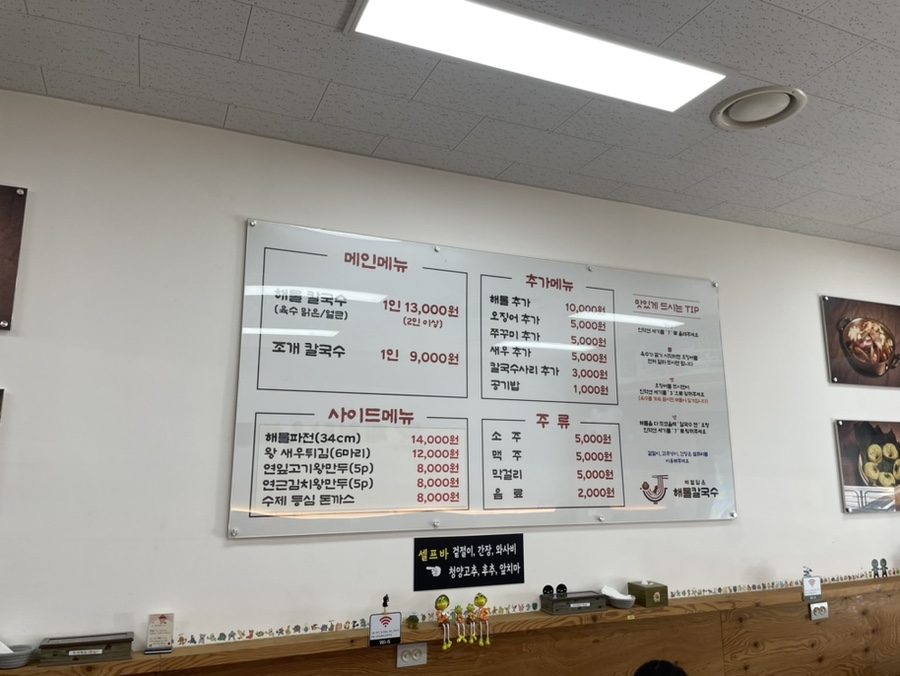 메인메뉴
해물 칼국수
(육수 맑은/얼큰)
1인 13,000원
(2인 이상)
조개 칼국수
1인 9,000원
추가메뉴
해물 추가 10,000원
오징어 추가 5,000원
쭈꾸미 추가 5,000원
새우 추가 5,000원
칼국수사리 추가 3,000원
공기밥 1,000원
사이드메뉴
해물파전(34cm) 14,000원
왕 새우튀김(6마리) 12,000원
연잎고기왕만두(5p) 8,000원
연근김치왕만두(5p) 8,000원
수제 등심 돈까스 8,000원
주류
소 주 5,000원
맥 주 5,000원
막걸리 5,000원
음 료 2,000원
맛있게 드시는 TIP
해물칼국수
셀프바 겉절이, 간장, 와사비
청양고추, 후추, 앞치마
Wi-Fi